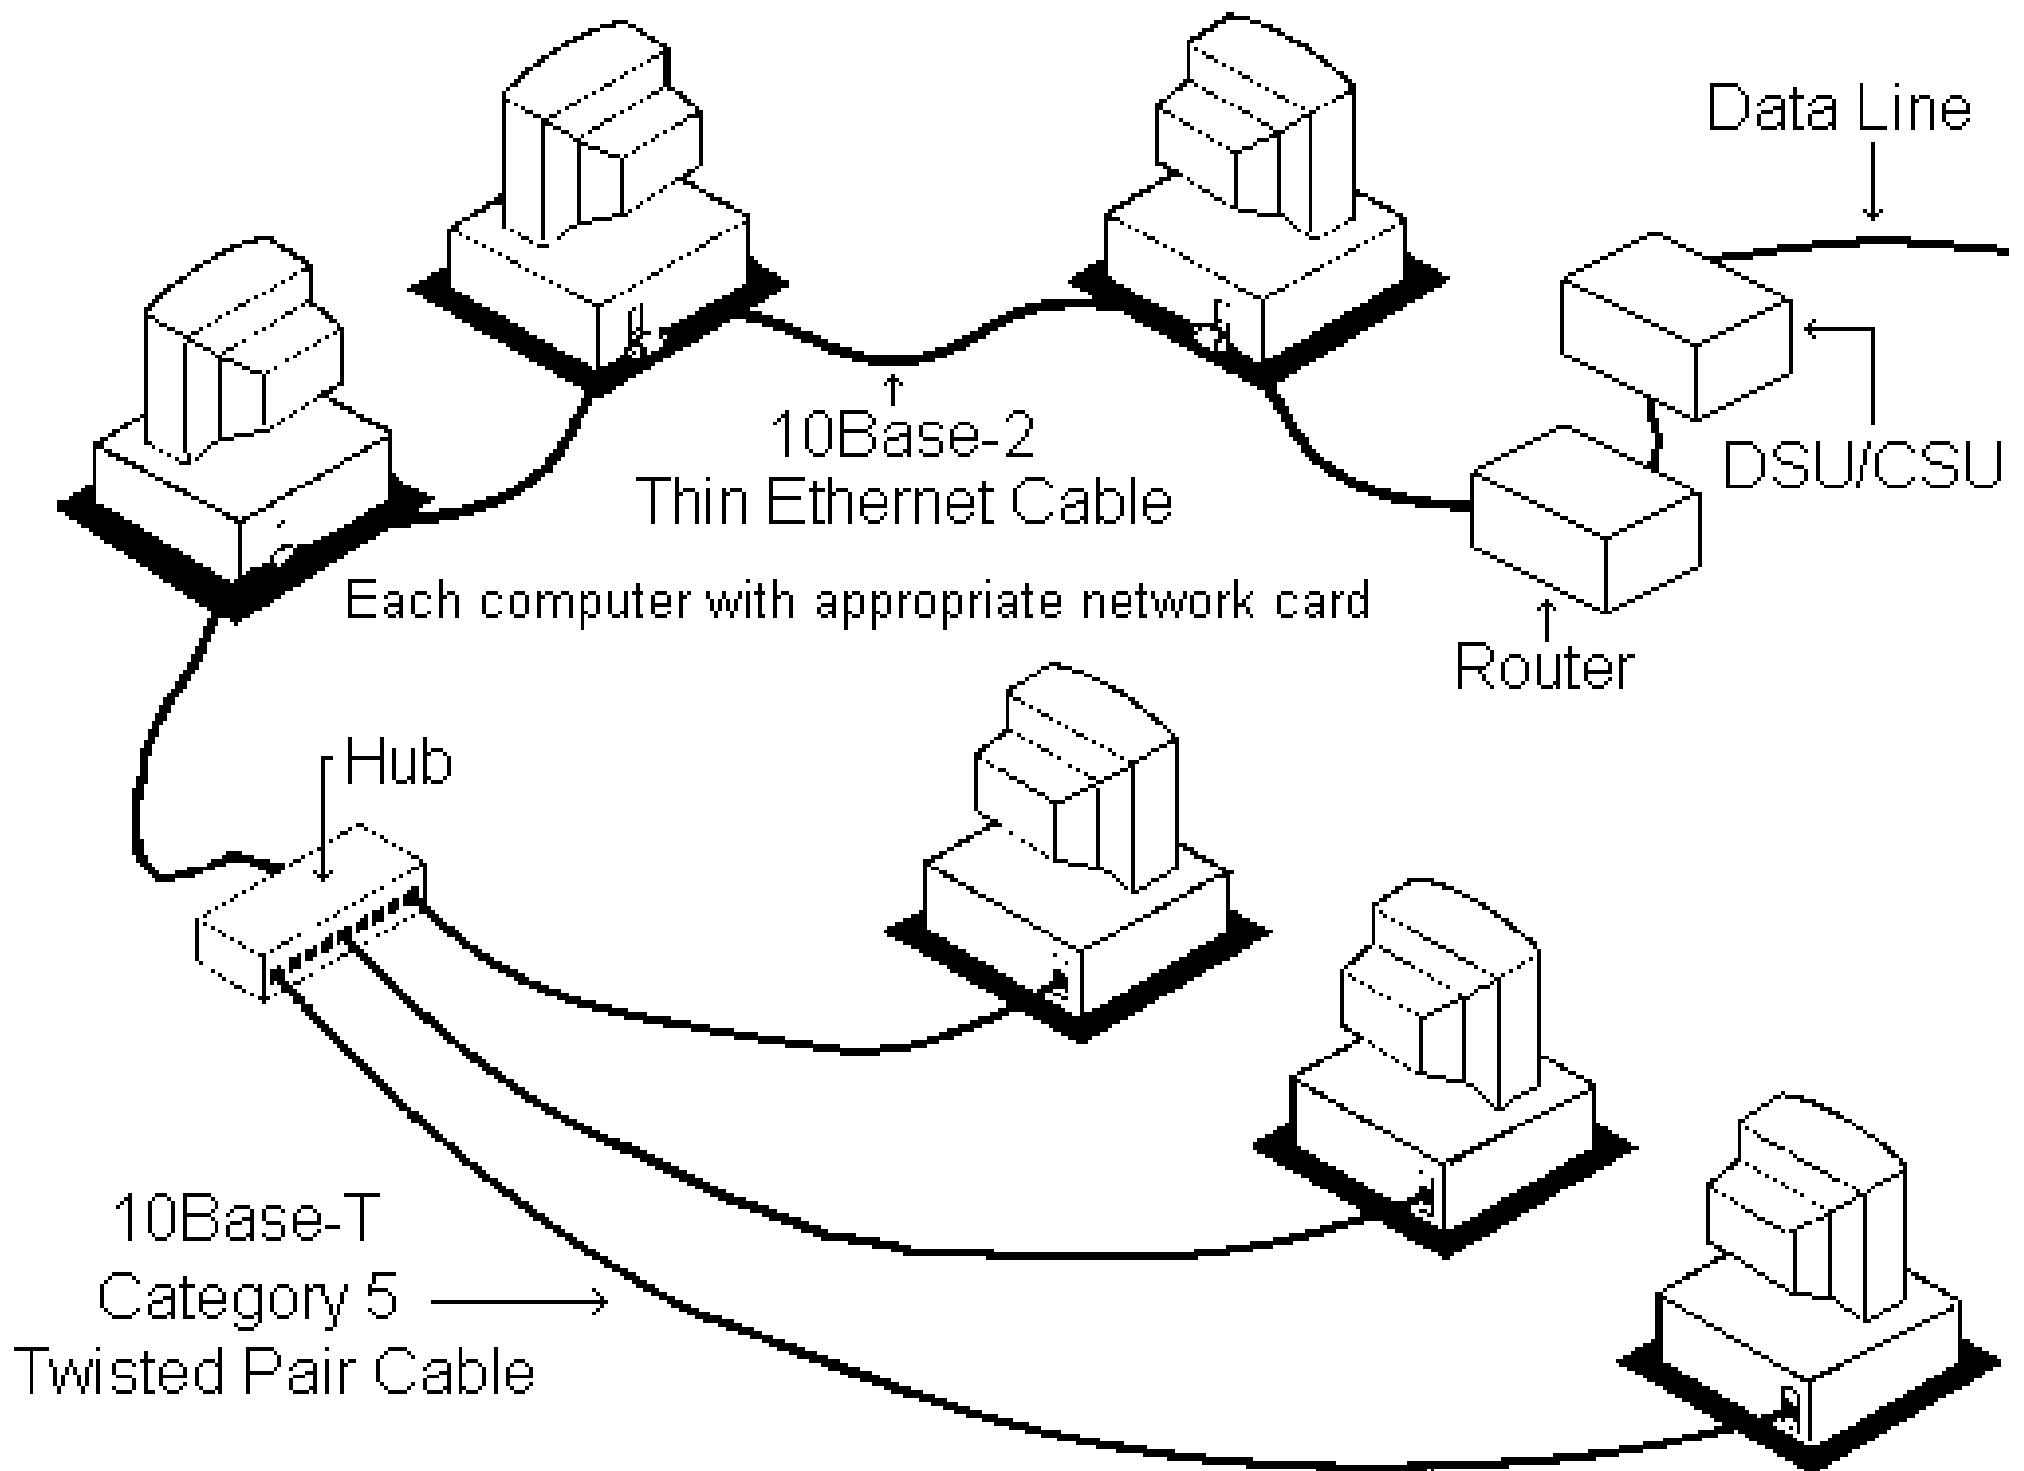 Data Line
10Base-2
Thin Ethernet Cable
DSU/CSU
Each computer with appropriate network card
Router
Hub
10Base-T
Category 5
Twisted Pair Cable